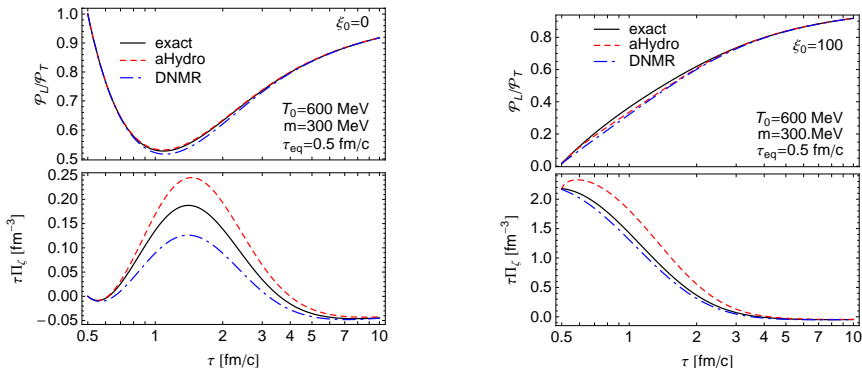 ξ₀=0
exact
aHydro
DNMR
T₀=600 MeV
m=300 MeV
τeq=0.5 fm/c
𝒫L/𝒫T
1.0
0.9
0.8
0.7
0.6
0.5
τΠζ [fm⁻³]
0.25
0.20
0.15
0.10
0.05
0.00
−0.05
0.5 1 2 3 4 5 7 10
τ [fm/c]
ξ₀=100
exact
aHydro
DNMR
T₀=600 MeV
m=300.MeV
τeq=0.5 fm/c
𝒫L/𝒫T
0.8
0.6
0.4
0.2
0.0
τΠζ [fm⁻³]
2.0
1.5
1.0
0.5
0.0
0.5 1 2 3 4 5 7 10
τ [fm/c]